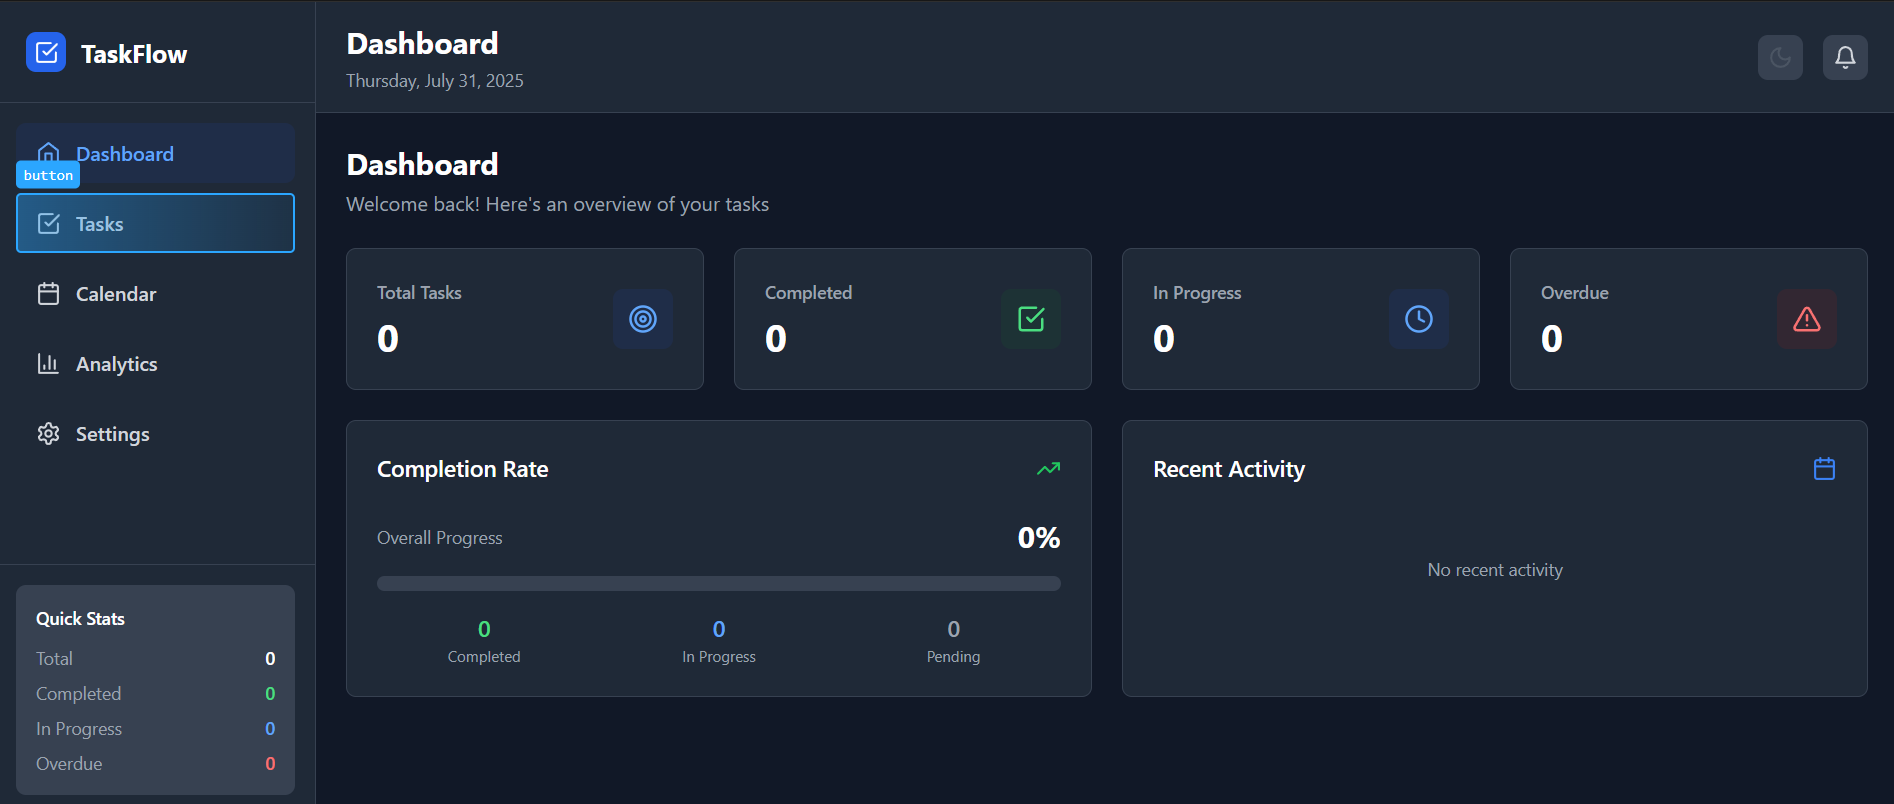 TaskFlow
Dashboard
button
Tasks
Calendar
Analytics
Settings
Quick Stats
Total 0
Completed 0
In Progress 0
Overdue 0
Dashboard
Thursday, July 31, 2025
Dashboard
Welcome back! Here's an overview of your tasks
Total Tasks
0
Completed
0
In Progress
0
Overdue
0
Completion Rate
Overall Progress 0%
0
Completed
0
In Progress
0
Pending
Recent Activity
No recent activity